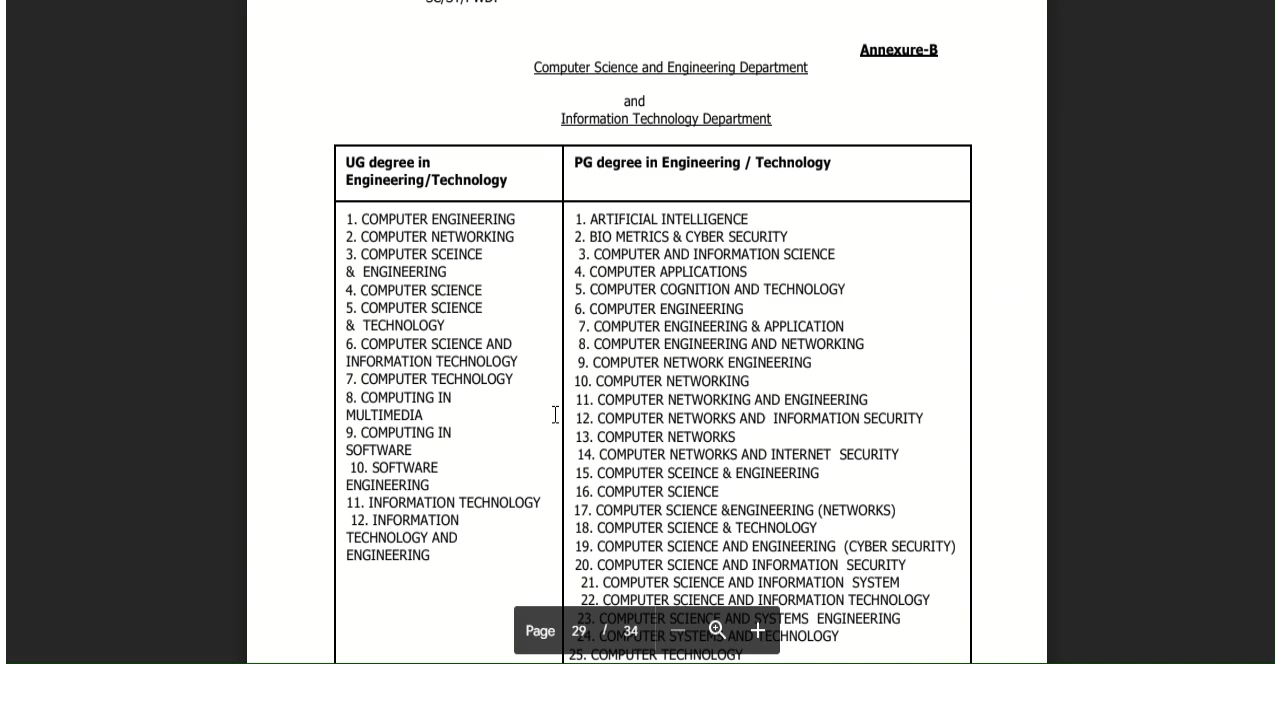 Annexure-B
Computer Science and Engineering Department
and
Information Technology Department
UG degree in
Engineering/Technology
1. COMPUTER ENGINEERING
2. COMPUTER NETWORKING
3. COMPUTER SCEINCE
& ENGINEERING
4. COMPUTER SCIENCE
5. COMPUTER SCIENCE
& TECHNOLOGY
6. COMPUTER SCIENCE AND
INFORMATION TECHNOLOGY
7. COMPUTER TECHNOLOGY
8. COMPUTING IN
MULTIMEDIA
9. COMPUTING IN
SOFTWARE
10. SOFTWARE
ENGINEERING
11. INFORMATION TECHNOLOGY
12. INFORMATION
TECHNOLOGY AND
ENGINEERING
PG degree in Engineering / Technology
1. ARTIFICIAL INTELLIGENCE
2. BIO METRICS & CYBER SECURITY
3. COMPUTER AND INFORMATION SCIENCE
4. COMPUTER APPLICATIONS
5. COMPUTER COGNITION AND TECHNOLOGY
6. COMPUTER ENGINEERING
7. COMPUTER ENGINEERING & APPLICATION
8. COMPUTER ENGINEERING AND NETWORKING
9. COMPUTER NETWORK ENGINEERING
10. COMPUTER NETWORKING
11. COMPUTER NETWORKING AND ENGINEERING
12. COMPUTER NETWORKS AND INFORMATION SECURITY
13. COMPUTER NETWORKS
14. COMPUTER NETWORKS AND INTERNET SECURITY
15. COMPUTER SCEINCE & ENGINEERING
16. COMPUTER SCIENCE
17. COMPUTER SCIENCE &ENGINEERING (NETWORKS)
18. COMPUTER SCIENCE & TECHNOLOGY
19. COMPUTER SCIENCE AND ENGINEERING (CYBER SECURITY)
20. COMPUTER SCIENCE AND INFORMATION SECURITY
21. COMPUTER SCIENCE AND INFORMATION SYSTEM
22. COMPUTER SCIENCE AND INFORMATION TECHNOLOGY
23. COMPUTER SCIENCE AND SYSTEMS ENGINEERING
24. COMPUTER SYSTEMS AND TECHNOLOGY
25. COMPUTER TECHNOLOGY
Page 29 / 34